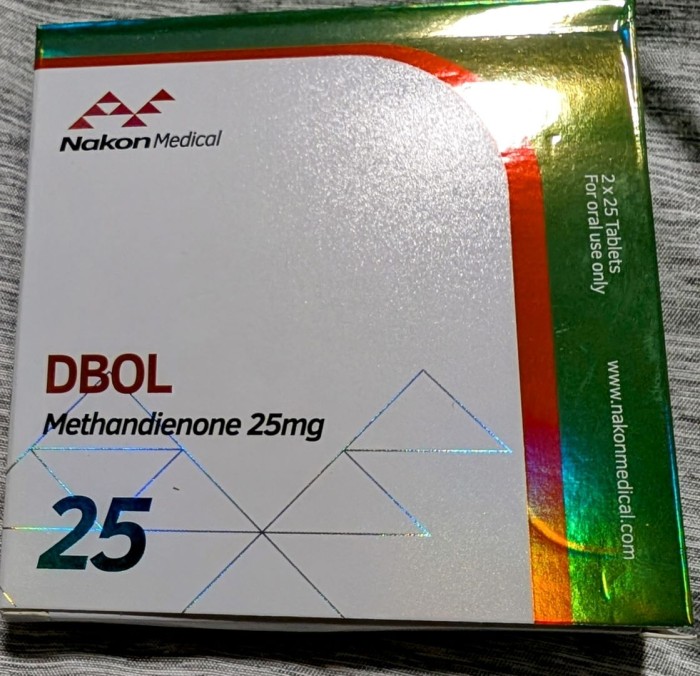 Nakon Medical
DBOL
Methandienone 25mg
25
2 x 25 Tablets
For oral use only
www.nakonmedical.com